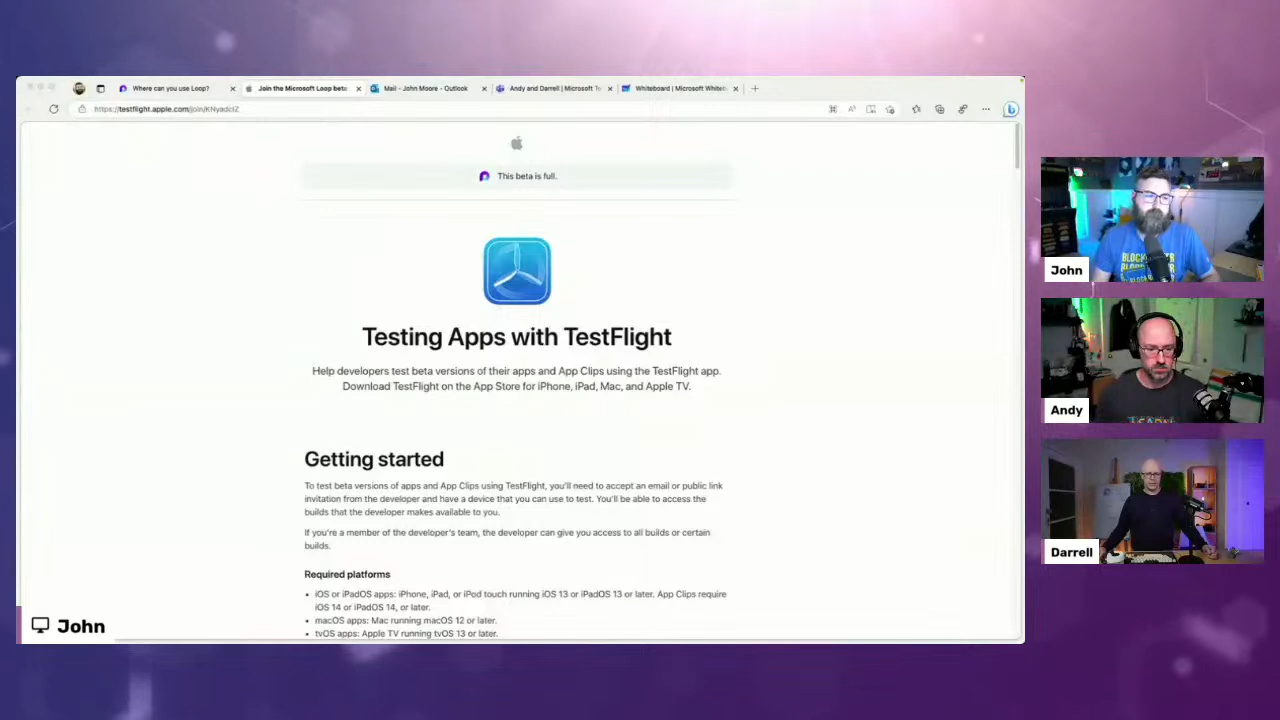 Where can you use Loop?
Join the Microsoft Loop beta
Mail - John Moore - Outlook
Andy and Darrell | Microsoft Te
Whiteboard | Microsoft White
https://testflight.apple.com/join/
This beta is full.
Testing Apps with TestFlight
Help developers test beta versions of their apps and App Clips using the TestFlight app.
Download TestFlight on the App Store for iPhone, iPad, Mac, and Apple TV.
Getting started
To test beta versions of apps and App Clips using TestFlight, you'll need to accept an email or public link
invitation from the developer and have a device that you can use to test. You'll be able to access the
builds that the developer makes available to you.
If you're a member of the developer's team, the developer can give you access to all builds or certain
builds.
Required platforms
• iOS or iPadOS apps: iPhone, iPad, or iPod touch running iOS 13 or iPadOS 13 or later. App Clips require
iOS 14 or iPadOS 14, or later.
• macOS apps: Mac running macOS 12 or later.
• tvOS apps: Apple TV running tvOS 13 or later.
John
John
Andy
Darrell